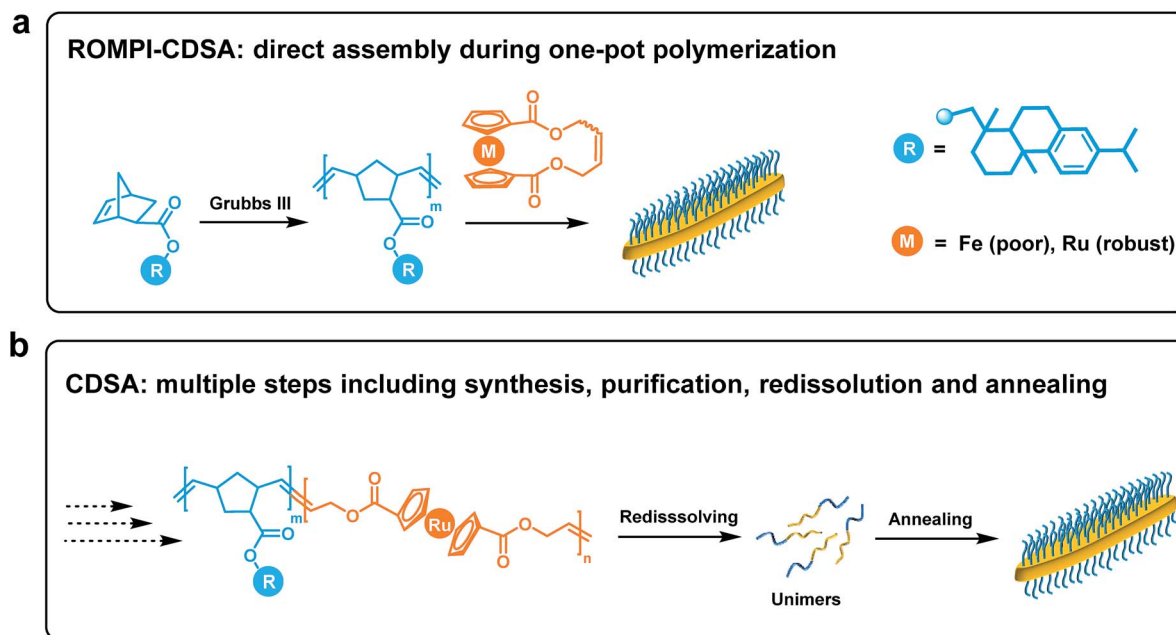 a
ROMPI-CDSA: direct assembly during one-pot polymerization
O
O
R
Grubbs III
m
O
O
R
M
O
O
O
O
R =
M = Fe (poor), Ru (robust)
b
CDSA: multiple steps including synthesis, purification, redissolution and annealing
m
O
O
R
O
O
Ru
O
O
n
Redisssolving
Unimers
Annealing